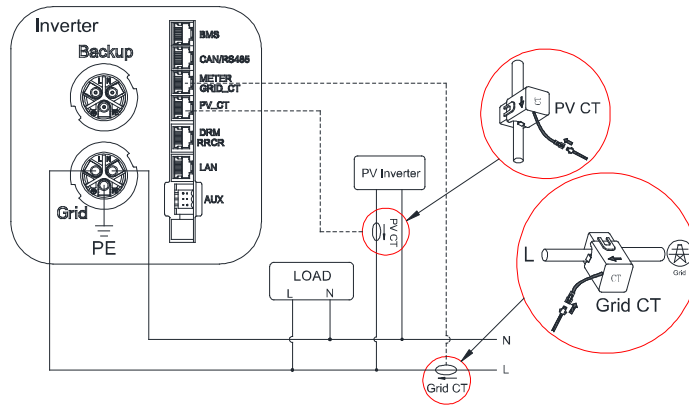 Inverter
Backup
BMS
CAN/RS485
METER
GRID_CT
PV_CT
DRM
RRCR
LAN
AUX
Grid
PE
PV Inverter
PV CT
LOAD
L
N
N
L
Grid CT
CT
PV CT
L
CT
Grid
Grid CT